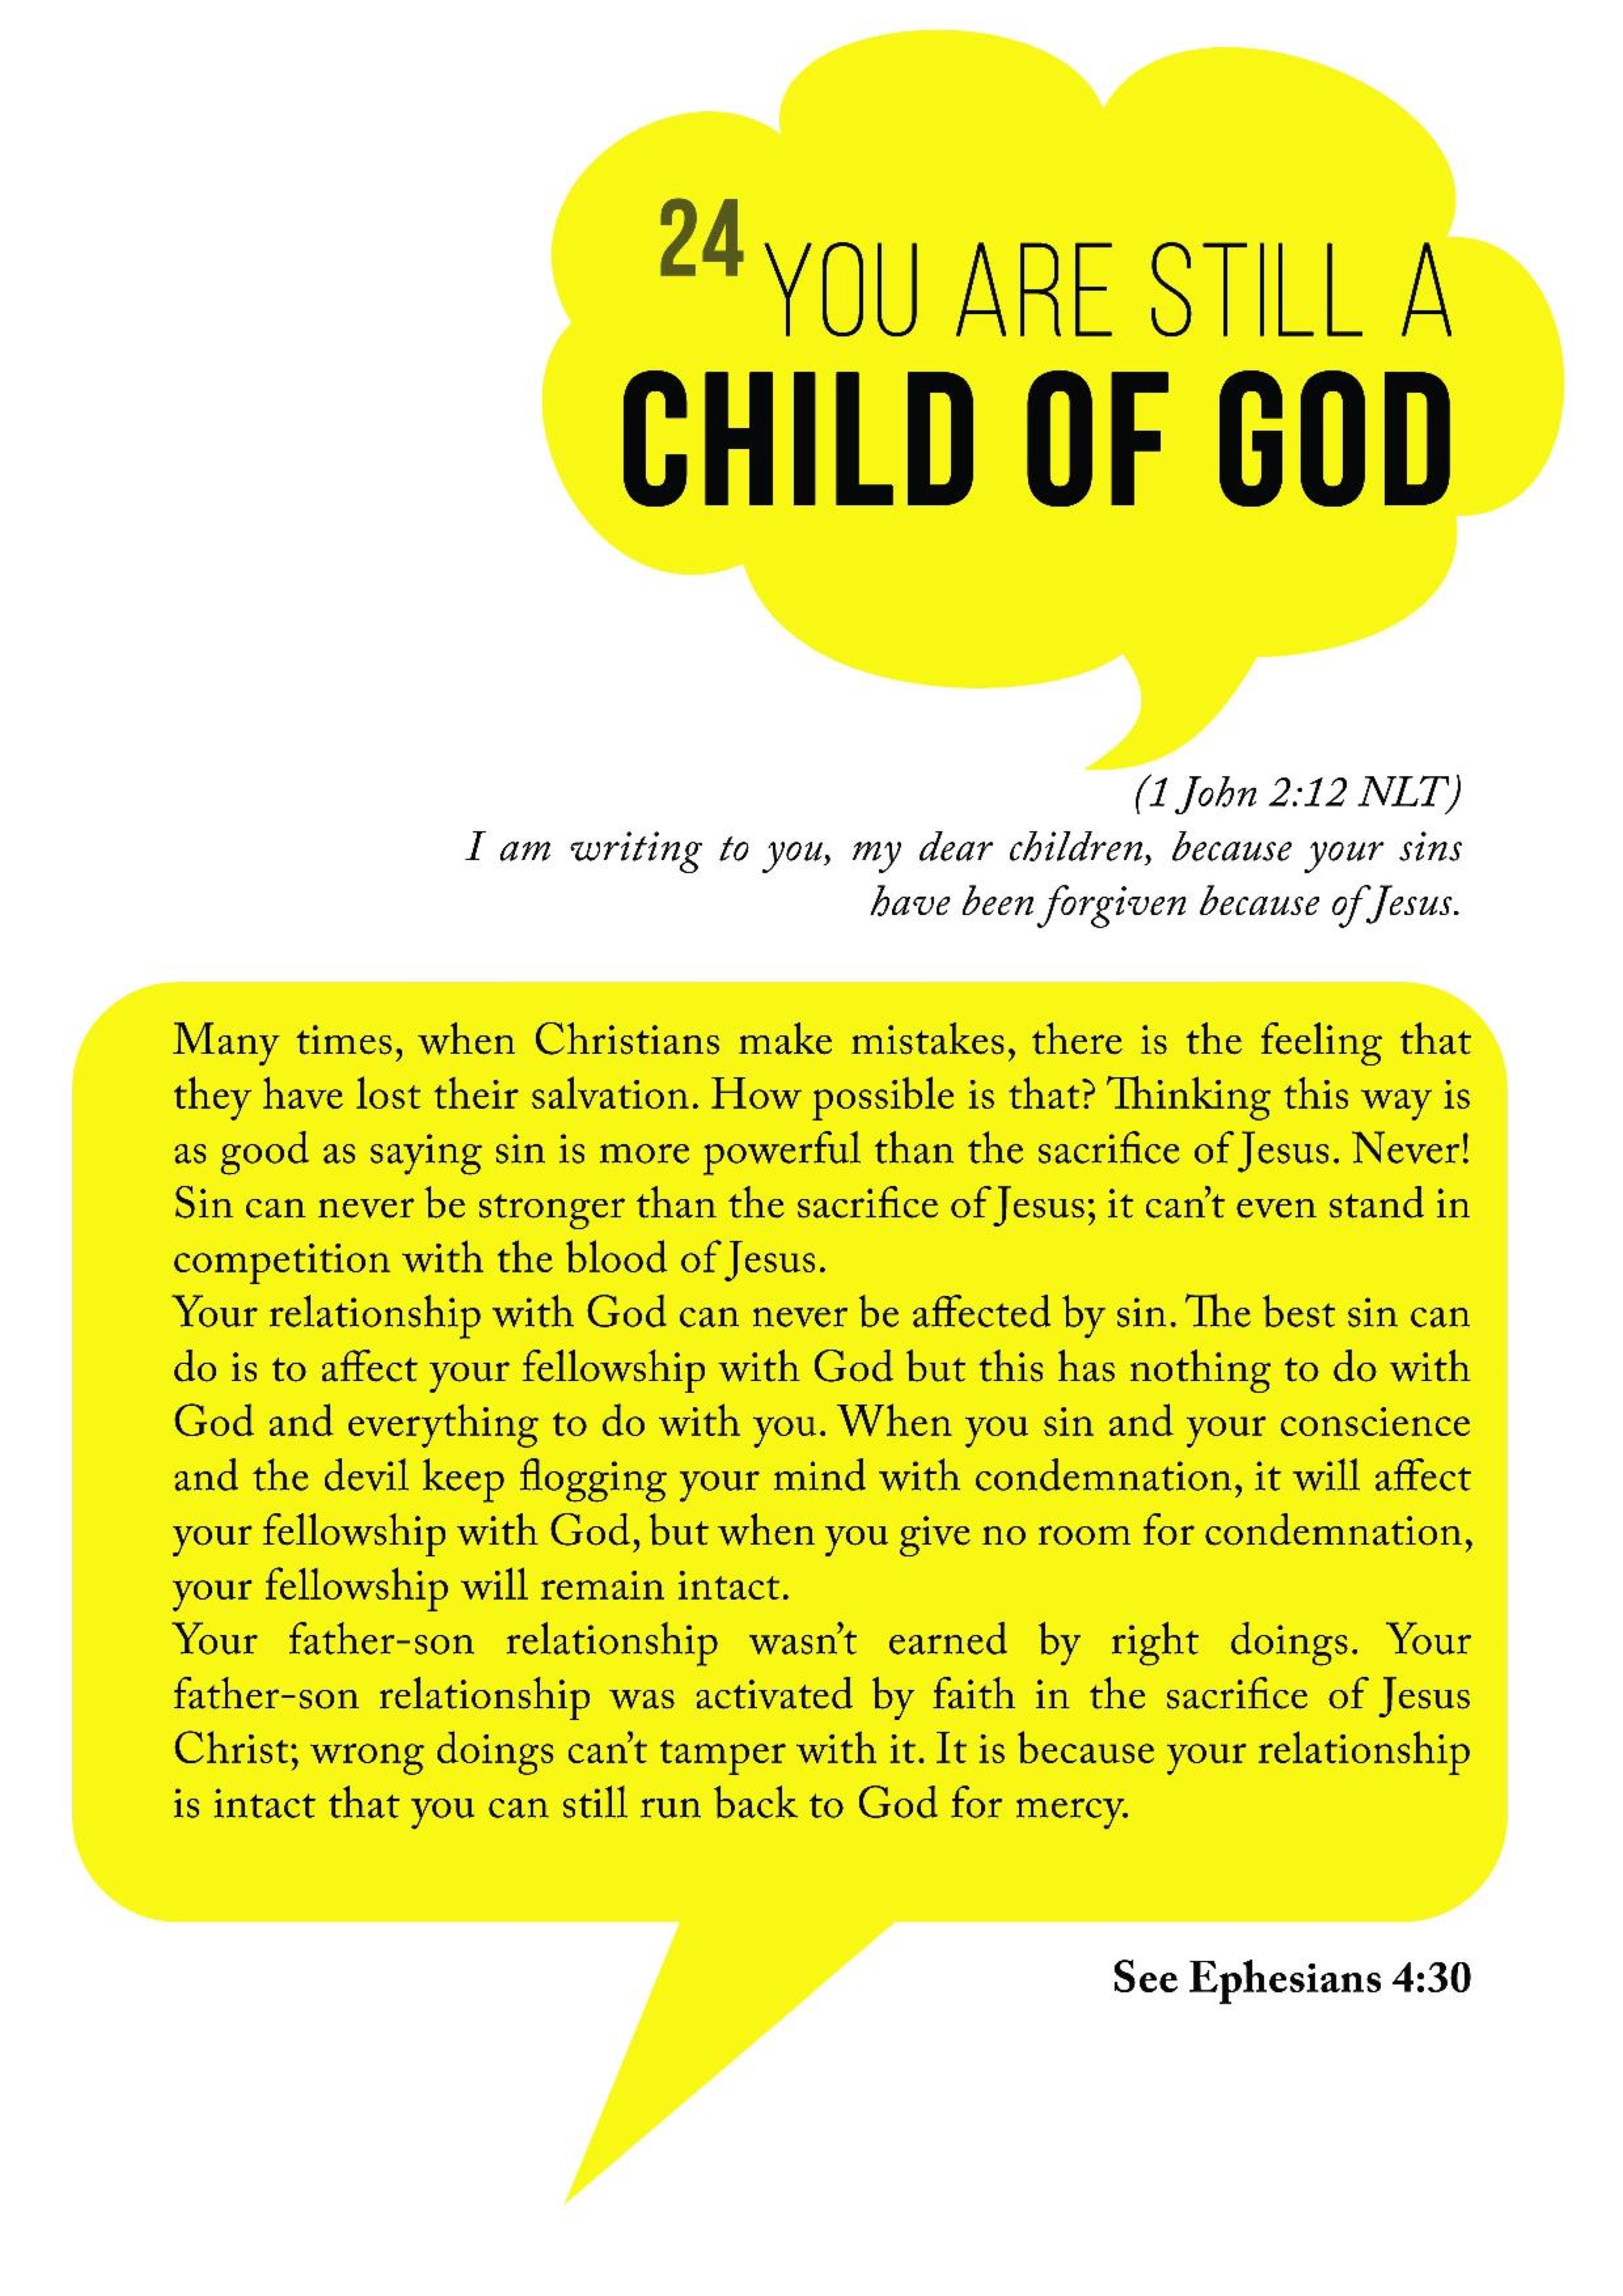 24 YOU ARE STILL A
CHILD OF GOD
(1 John 2:12 NLT)
I am writing to you, my dear children, because your sins
have been forgiven because of Jesus.
Many times, when Christians make mistakes, there is the feeling that
they have lost their salvation. How possible is that? Thinking this way is
as good as saying sin is more powerful than the sacrifice of Jesus. Never!
Sin can never be stronger than the sacrifice of Jesus; it can't even stand in
competition with the blood of Jesus.
Your relationship with God can never be affected by sin. The best sin can
do is to affect your fellowship with God but this has nothing to do with
God and everything to do with you. When you sin and your conscience
and the devil keep flogging your mind with condemnation, it will affect
your fellowship with God, but when you give no room for condemnation,
your fellowship will remain intact.
Your father-son relationship wasn't earned by right doings. Your
father-son relationship was activated by faith in the sacrifice of Jesus
Christ; wrong doings can't tamper with it. It is because your relationship
is intact that you can still run back to God for mercy.
See Ephesians 4:30